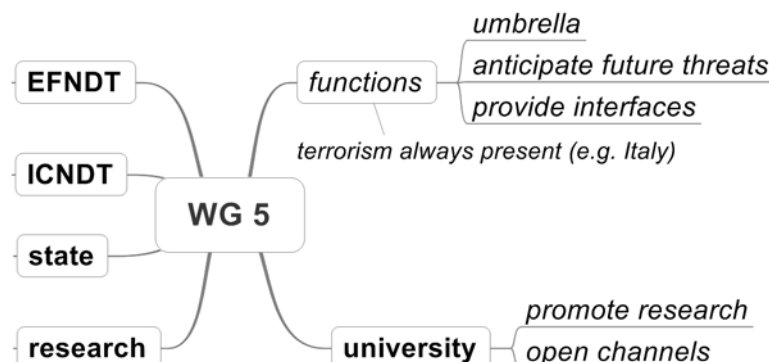 EFNDT
ICNDT
state
research
WG 5
functions
umbrella
anticipate future threats
provide interfaces
terrorism always present (e.g. Italy)
university
promote research
open channels